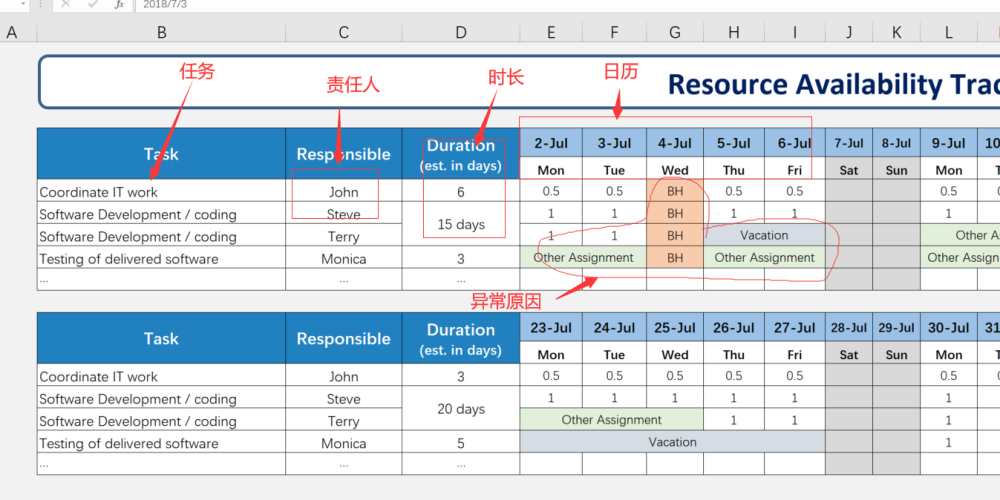 2018/7/3
A B C D E F G H I J K L
Resource Availability Trac
任务 责任人 时长 日历
Task Responsible Duration (est. in days) 2-Jul 3-Jul 4-Jul 5-Jul 6-Jul 7-Jul 8-Jul 9-Jul 10
Mon Tue Wed Thu Fri Sat Sun Mon
Coordinate IT work John 6 0.5 0.5 BH 0.5 0.5 0.5
Software Development / coding Steve 15 days 1 1 BH 1 1 1
Software Development / coding Terry 1 1 BH Vacation Other A
Testing of delivered software Monica 3 Other Assignment BH Other Assignment Other Assign
... ... ...
异常原因
Task Responsible Duration (est. in days) 23-Jul 24-Jul 25-Jul 26-Jul 27-Jul 28-Jul 29-Jul 30-Jul 31
Mon Tue Wed Thu Fri Sat Sun Mon
Coordinate IT work John 3 0.5 0.5 0.5 0.5 0.5 0.5
Software Development / coding Steve 20 days 1 1 1 1 1 1
Software Development / coding Terry Other Assignment 1 1 1
Testing of delivered software Monica 5 Vacation 1
... ... ...